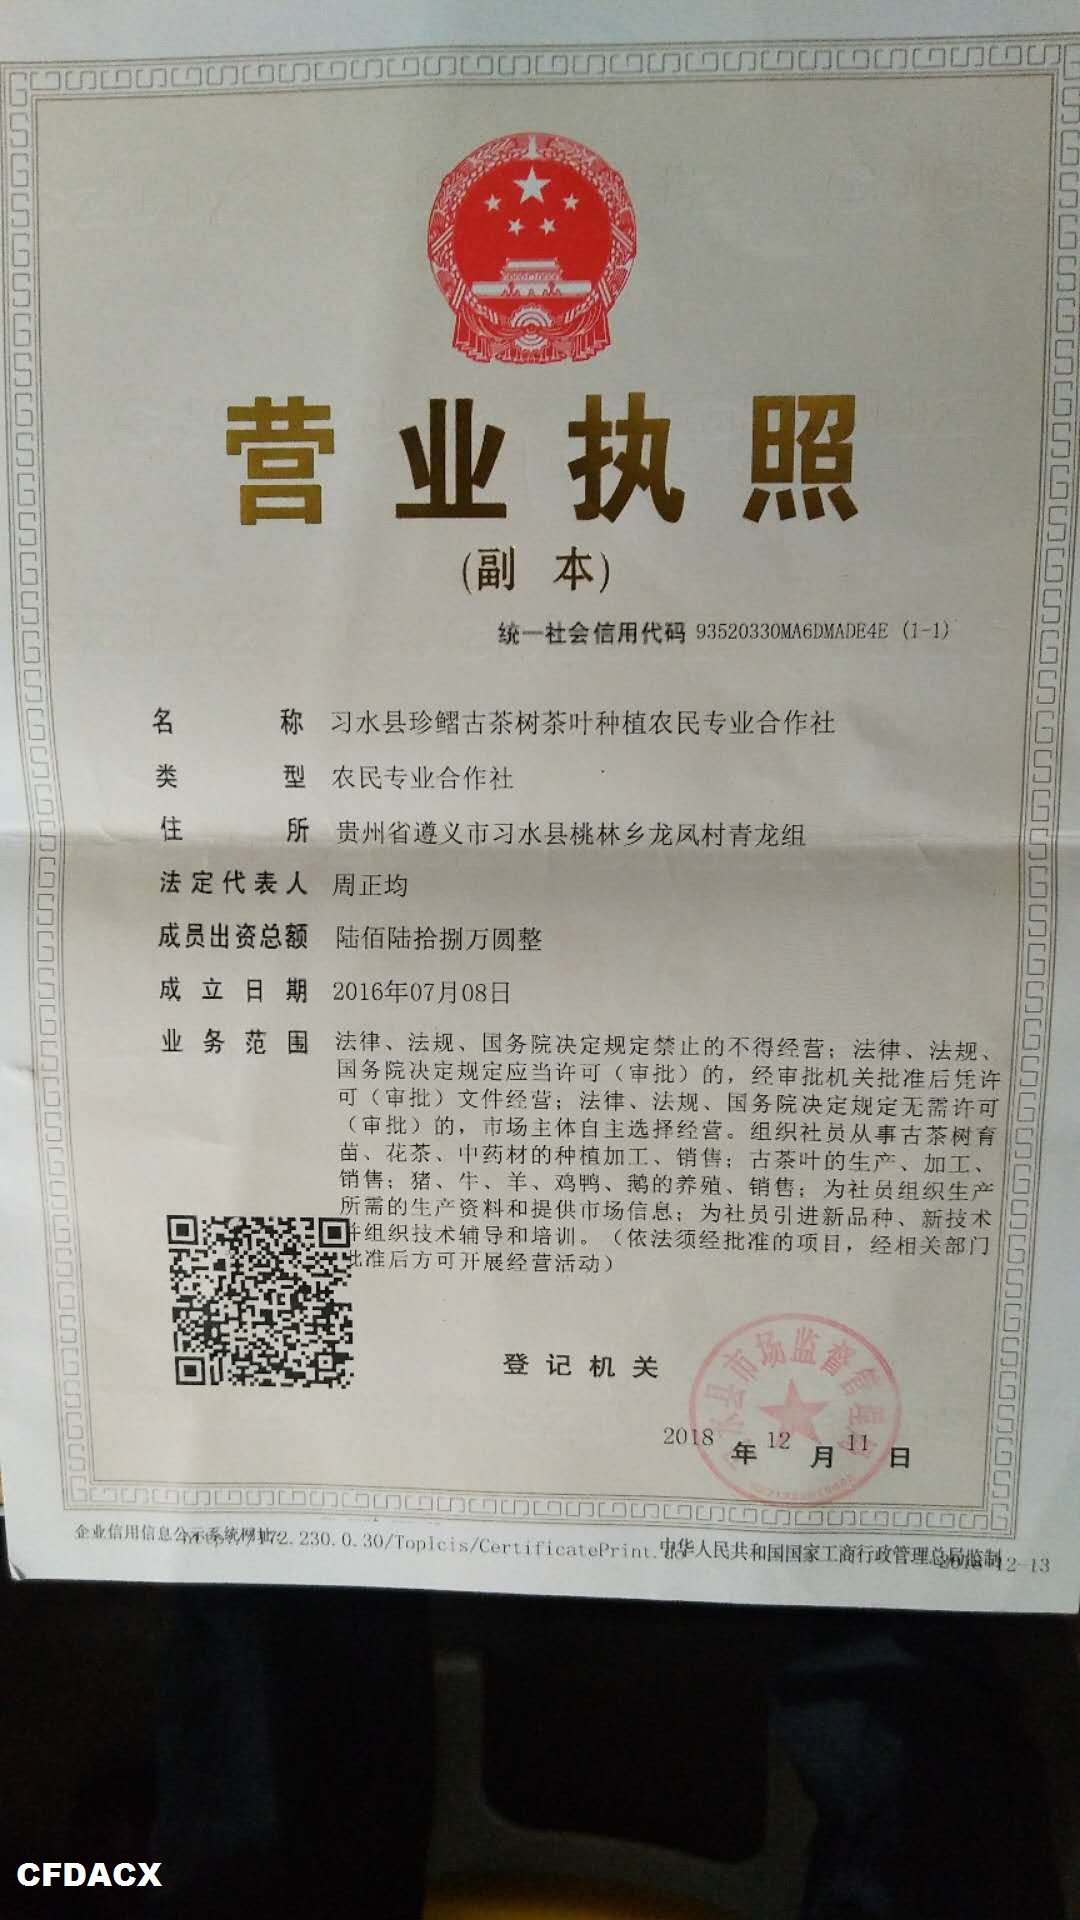 营业执照
(副 本)
统一社会信用代码 93520330MA6DMADE4E (1-1)
名 称 习水县珍鳛古茶树茶叶种植农民专业合作社
类 型 农民专业合作社
住 所 贵州省遵义市习水县桃林乡龙凤村青龙组
法定代表人 周正均
成员出资总额 陆佰陆拾捌万圆整
成立日期 2016年07月08日
业务范围 法律、法规、国务院决定规定禁止的不得经营；法律、法规、
国务院决定规定应当许可（审批）的，经审批机关批准后凭许
可（审批）文件经营；法律、法规、国务院决定规定无需许可
（审批）的，市场主体自主选择经营。组织社员从事古茶树育
苗、花茶、中药材的种植加工、销售；古茶叶的生产、加工、
销售；猪、牛、羊、鸡鸭、鹅的养殖、销售；为社员组织生产
所需的生产资料和提供市场信息；为社员引进新品种、新技术
并组织技术辅导和培训。（依法须经批准的项目，经相关部门
批准后方可开展经营活动）
登记机关
水县市场监督管理局
2018 年 12 月 11 日
企业信用信息公示系统网址:
172.230.0.30/TopIcis/CertificatePrint.
中华人民共和国国家工商行政管理总局监制
2018-12-13
CFDACX